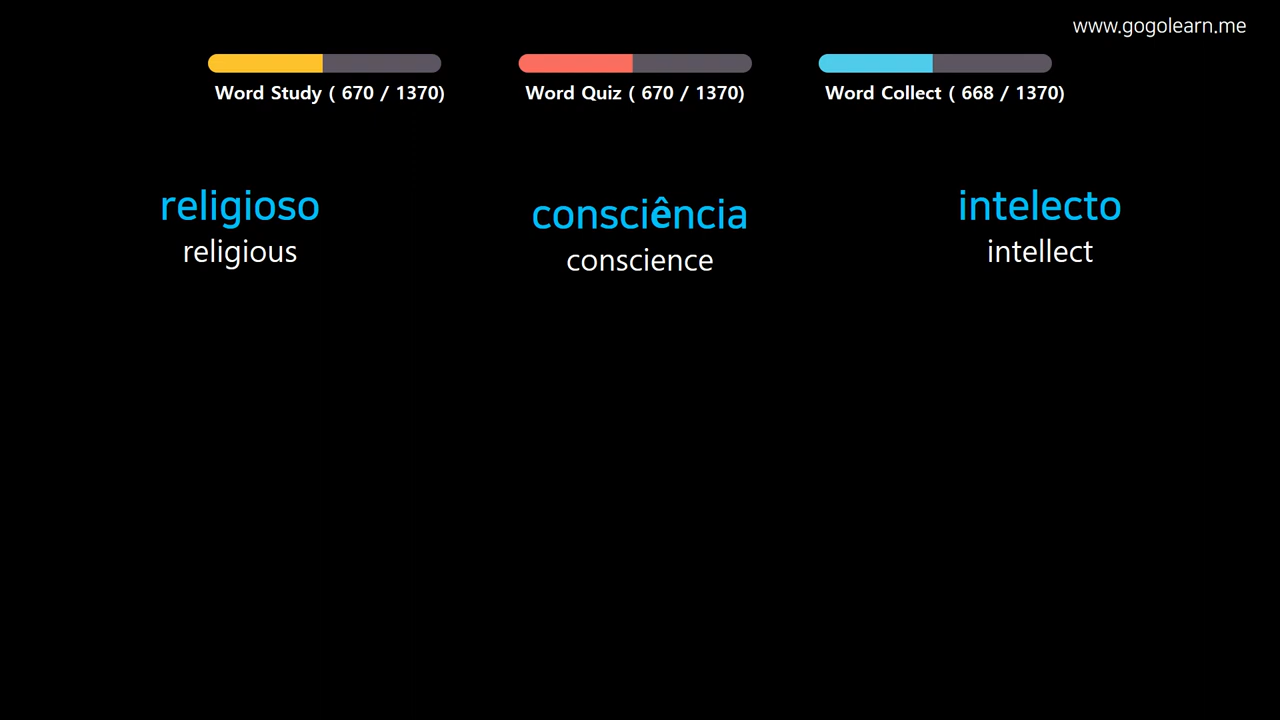 www.gogolearn.me
Word Study ( 670 / 1370)
Word Quiz ( 670 / 1370)
Word Collect ( 668 / 1370)
religioso
religious
consciência
conscience
intelecto
intellect